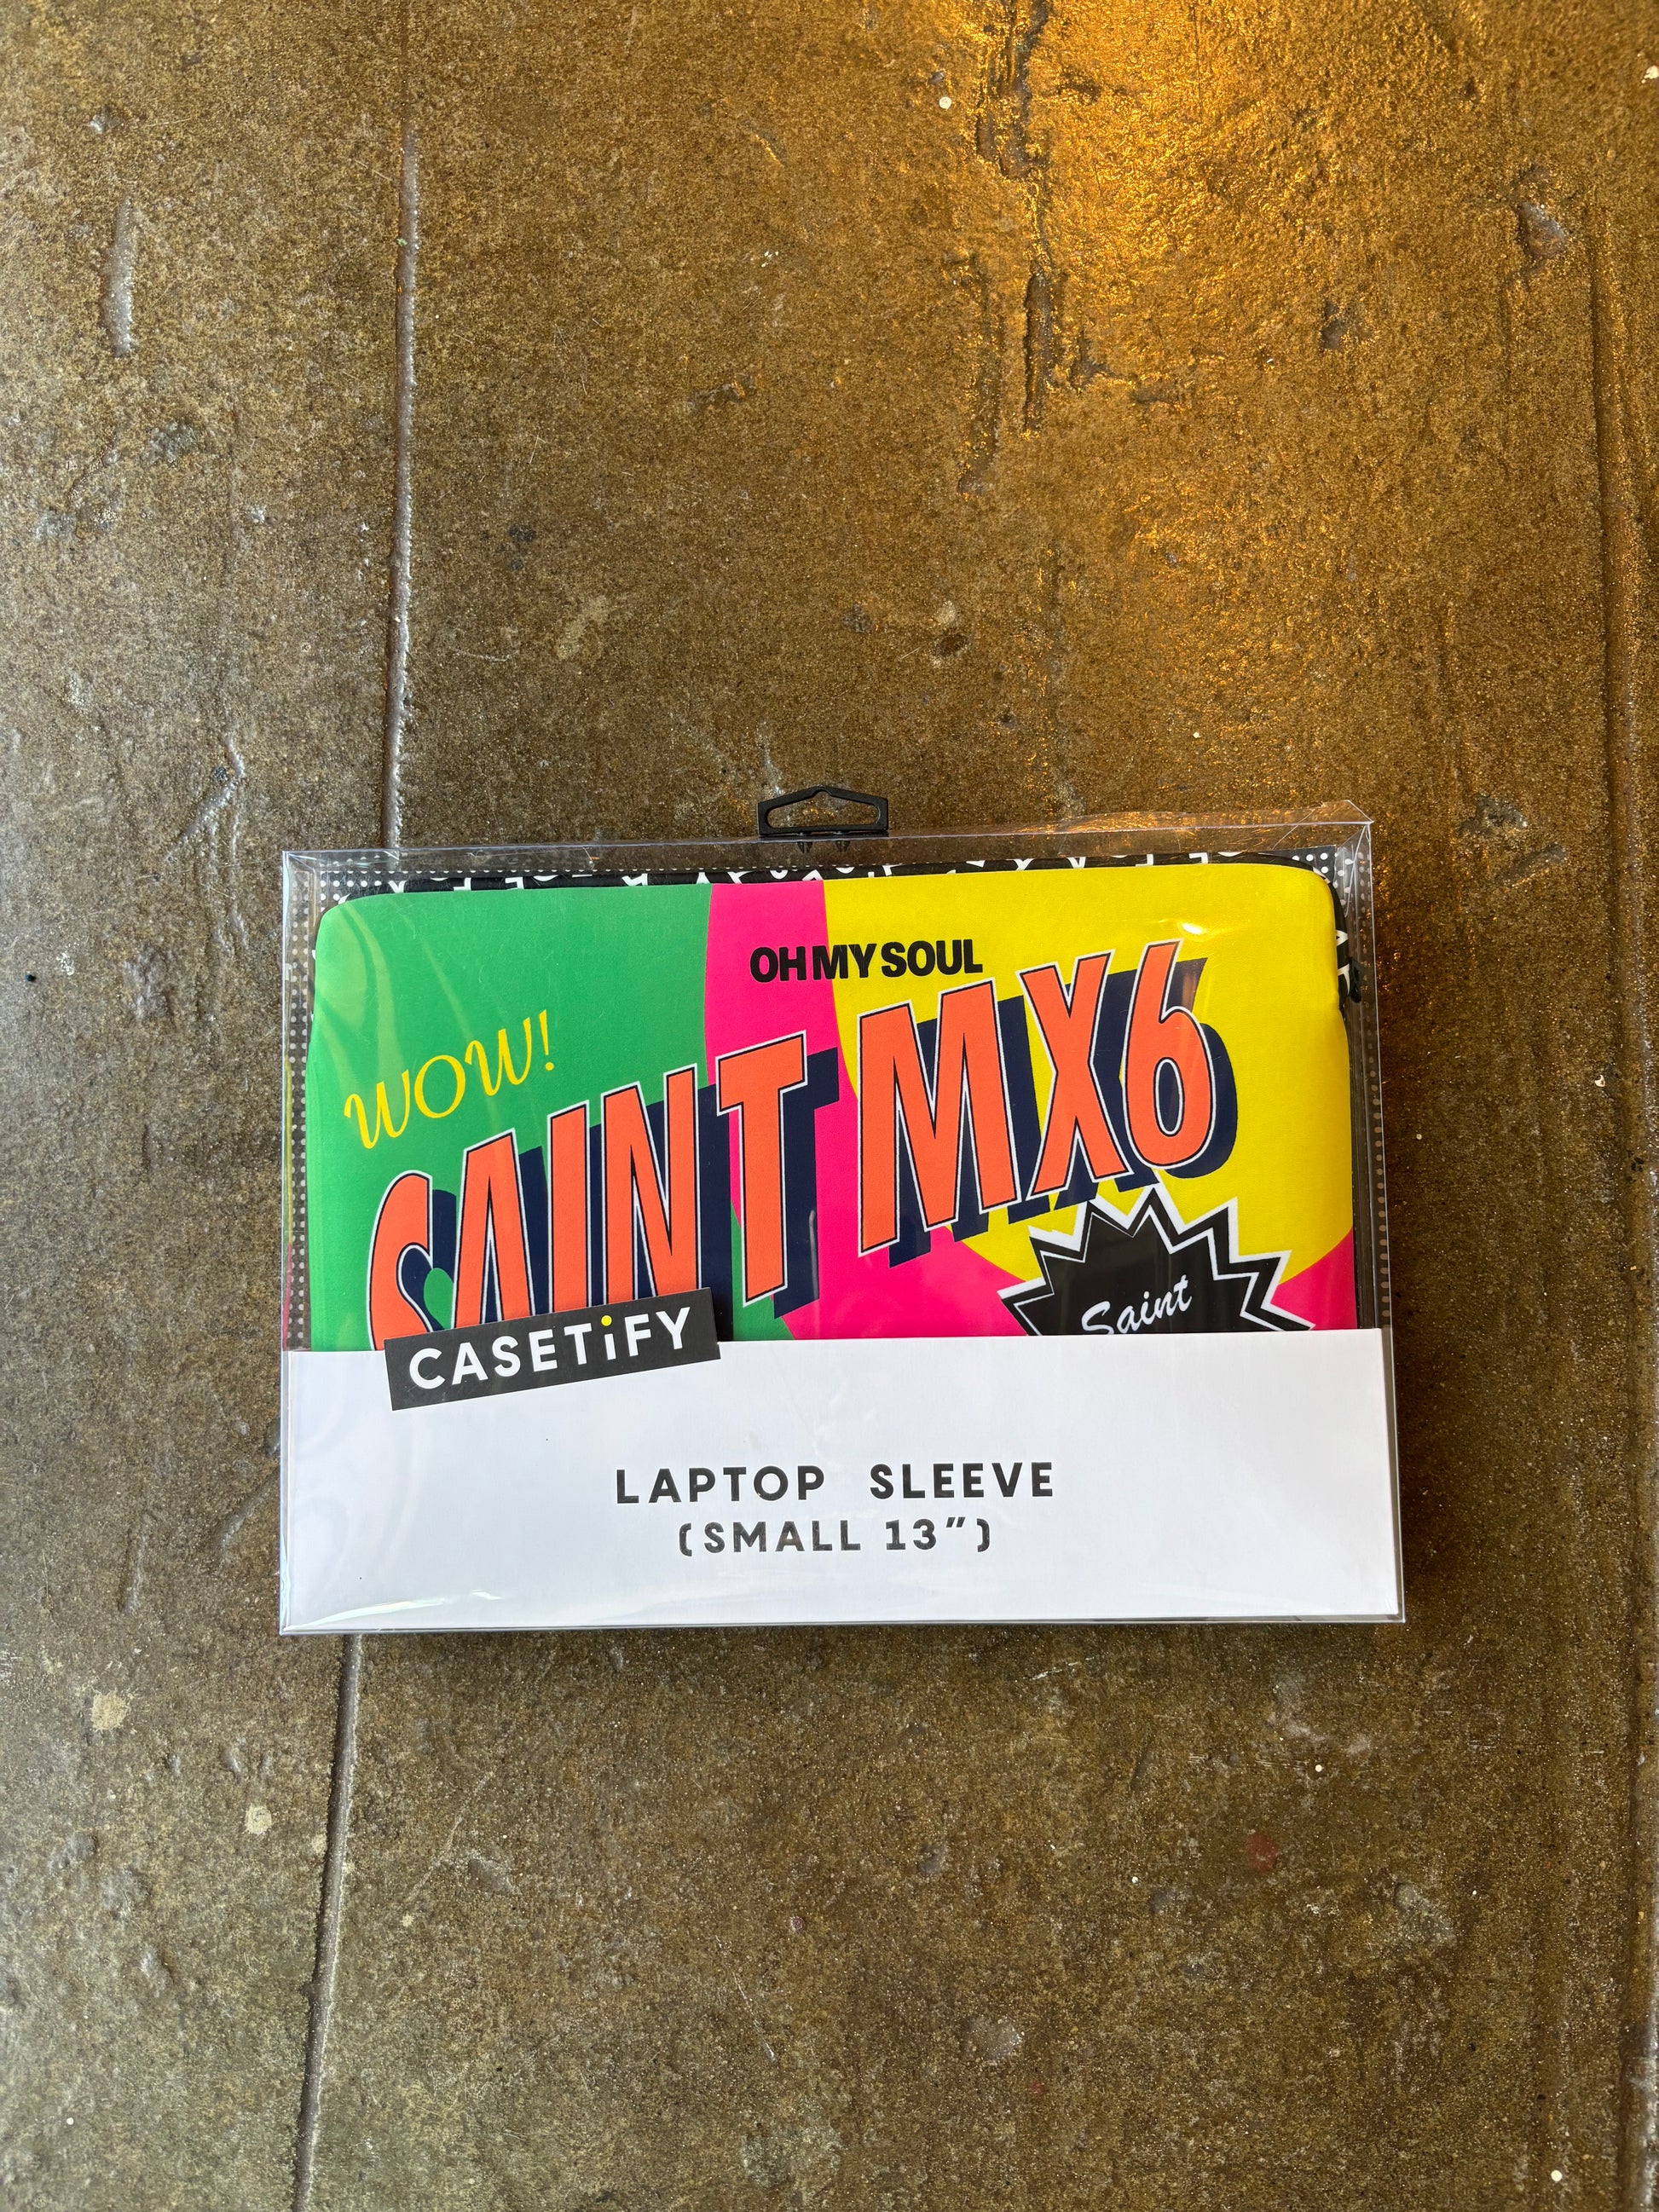 OH MY SOUL
WOW!
SAINT MX6
Saint
CASETiFY
LAPTOP SLEEVE
(SMALL 13")